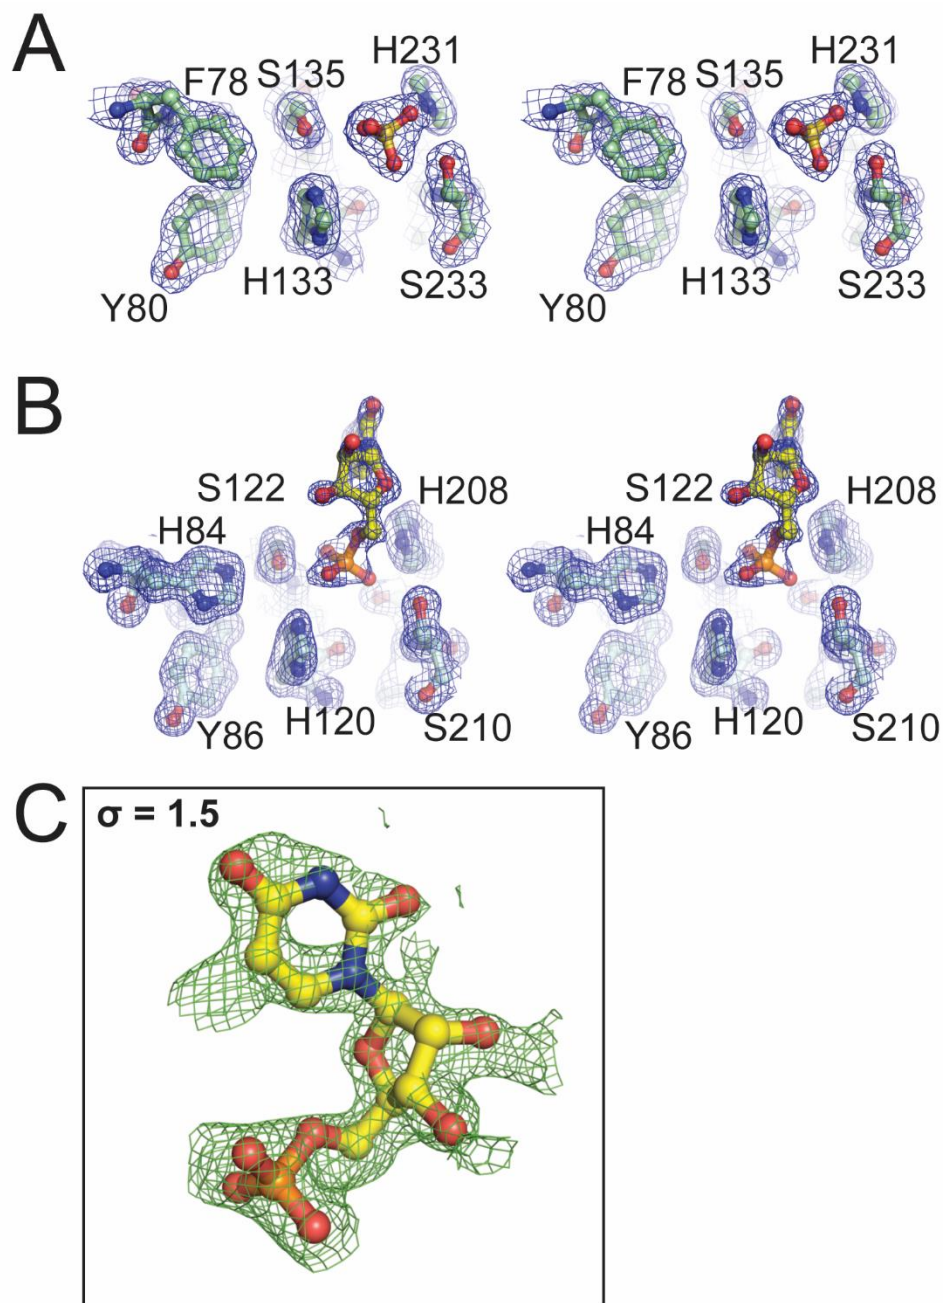 A
F78 S135 H231 F78 S135 H231
Y80 H133 S233 Y80 H133 S233
B
S122 H208 S122 H208
H84 H84
Y86 H120 S210 Y86 H120 S210
C
σ = 1.5